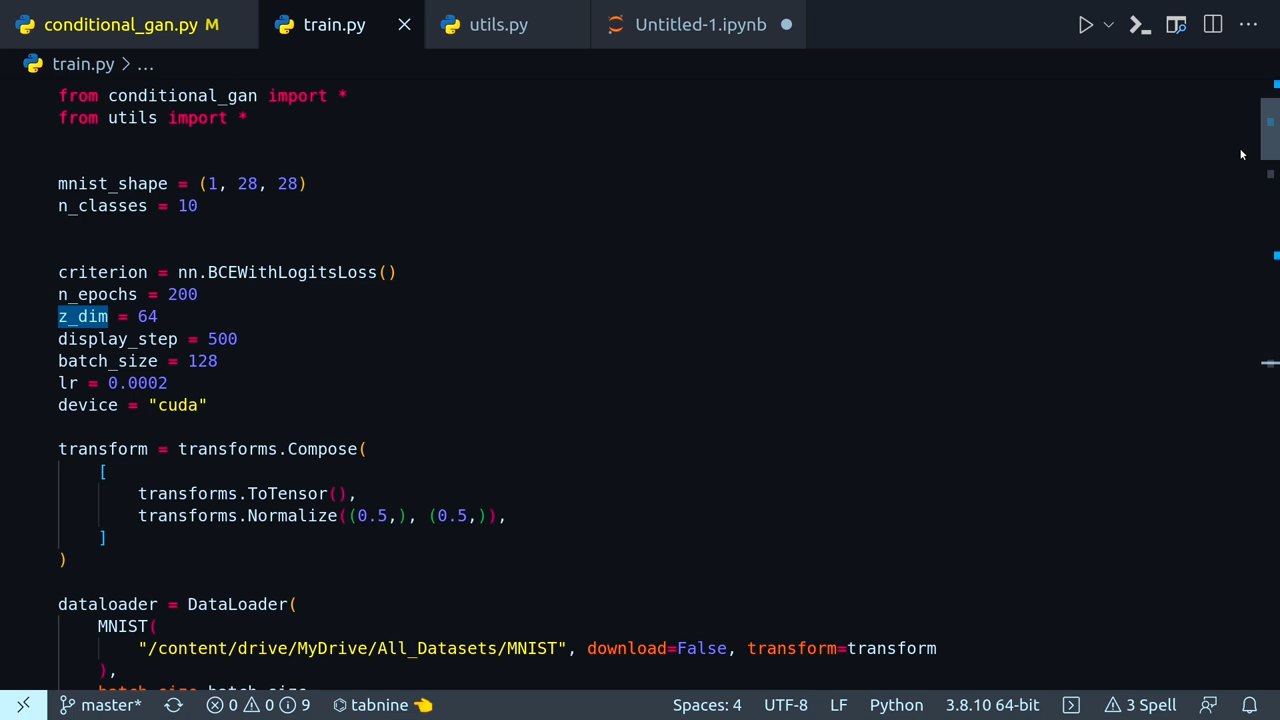 conditional_gan.py M train.py utils.py Untitled-1.ipynb
train.py > ...
from conditional_gan import *
from utils import *
mnist_shape = (1, 28, 28)
n_classes = 10
criterion = nn.BCEWithLogitsLoss()
n_epochs = 200
z_dim = 64
display_step = 500
batch_size = 128
lr = 0.0002
device = "cuda"
transform = transforms.Compose(
[
transforms.ToTensor(),
transforms.Normalize((0.5,), (0.5,)),
]
)
dataloader = DataLoader(
MNIST(
"/content/drive/MyDrive/All_Datasets/MNIST", download=False, transform=transform
),
batch_size=batch_size,
master* 0 0 9 tabnine Spaces: 4 UTF-8 LF Python 3.8.10 64-bit 3 Spell